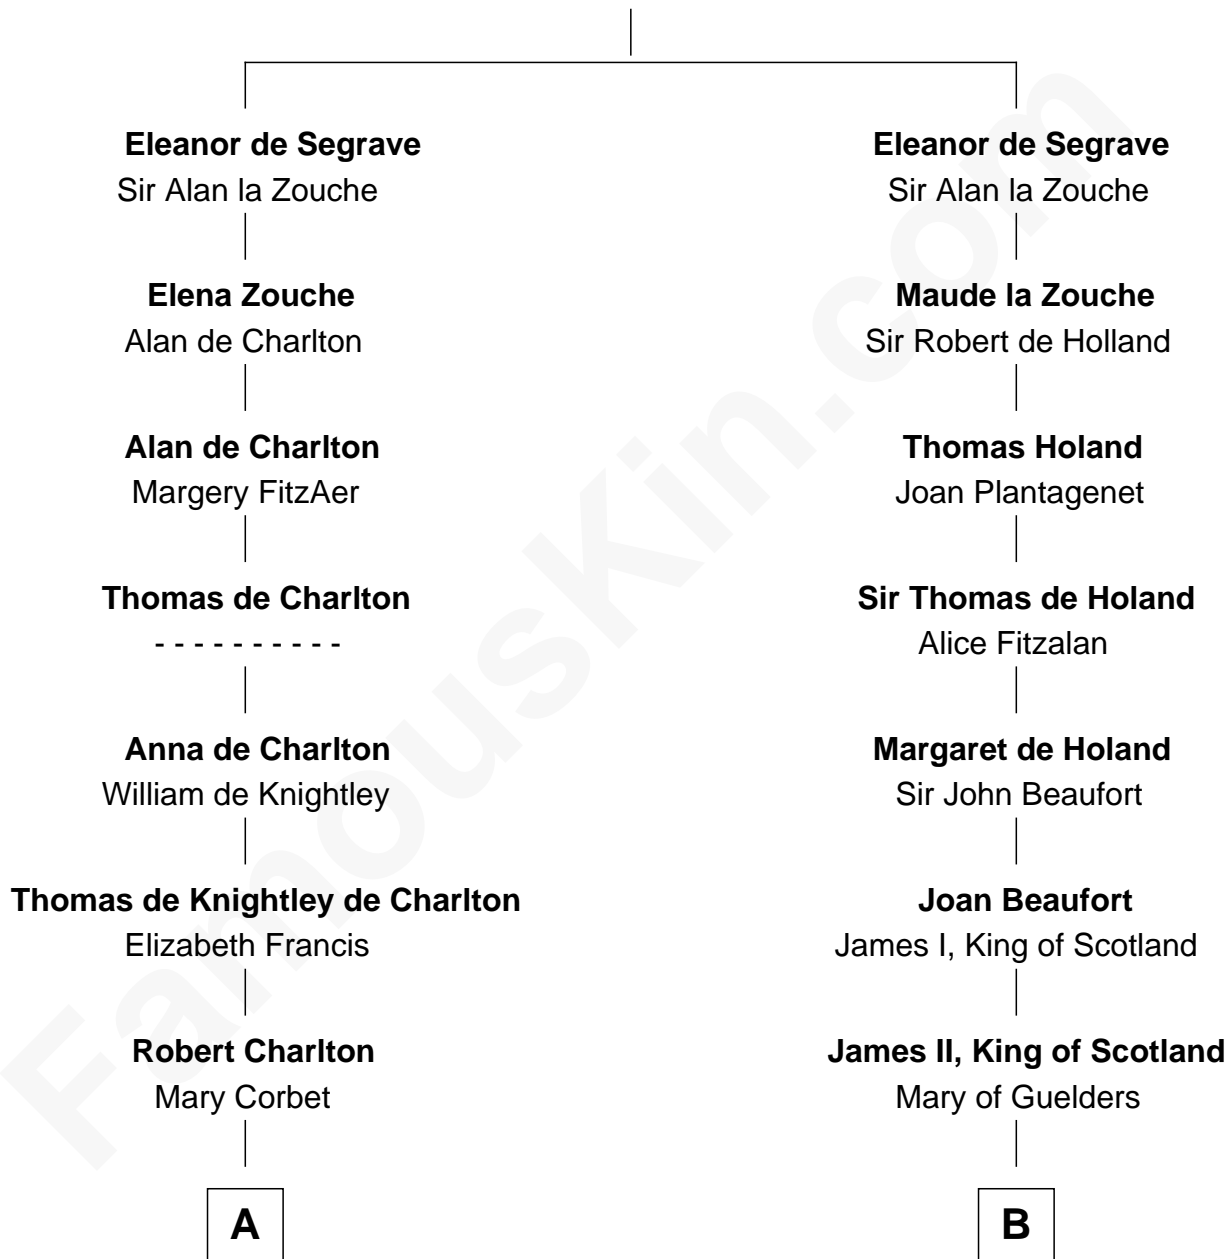 Eleanor de Segrave
Sir Alan la Zouche
Elena Zouche
Alan de Charlton
Alan de Charlton
Margery FitzAer
Thomas de Charlton
- - - - - - - - - -
Anna de Charlton
William de Knightley
Thomas de Knightley de Charlton
Elizabeth Francis
Robert Charlton
Mary Corbet
A
Eleanor de Segrave
Sir Alan la Zouche
Maude la Zouche
Sir Robert de Holland
Thomas Holand
Joan Plantagenet
Sir Thomas de Holand
Alice Fitzalan
Margaret de Holand
Sir John Beaufort
Joan Beaufort
James I, King of Scotland
James II, King of Scotland
Mary of Guelders
B
FamousKin.com